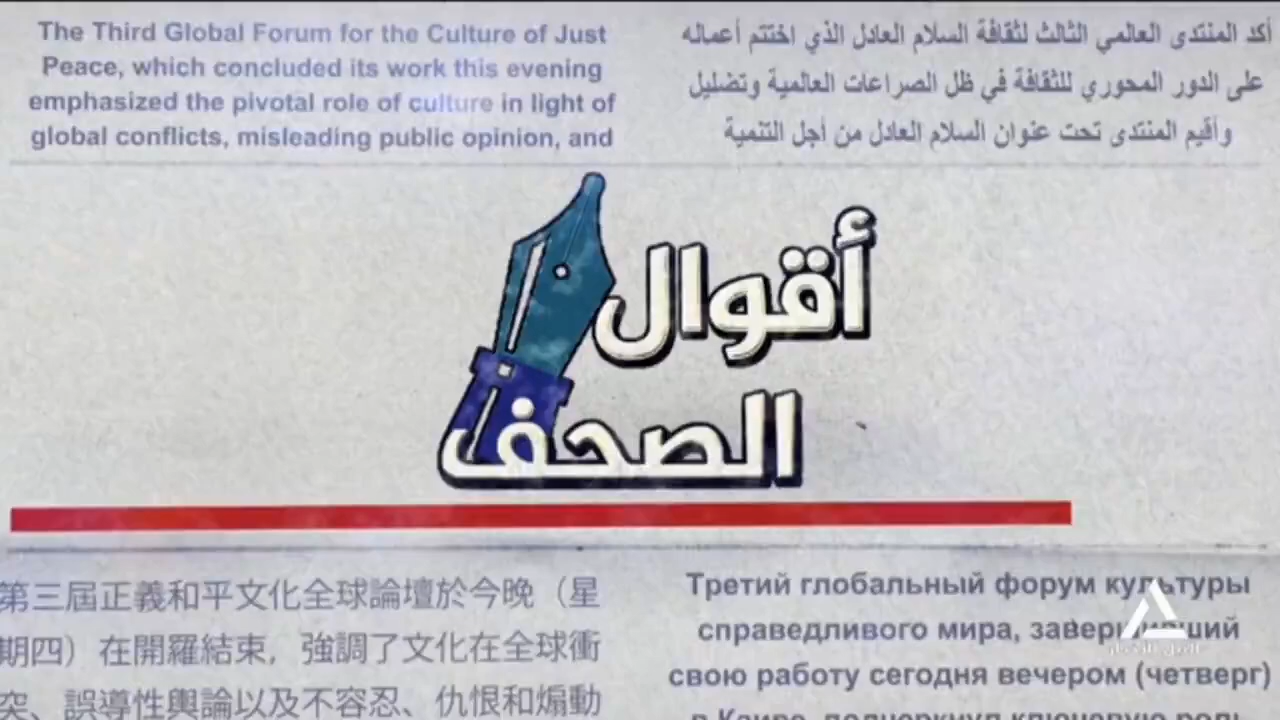 The Third Global Forum for the Culture of Just
Peace, which concluded its work this evening
emphasized the pivotal role of culture in light of
global conflicts, misleading public opinion, and
أكد المنتدى العالمي الثالث لثقافة السلام العادل الذي اختتم أعماله
على الدور المحوري للثقافة في ظل الصراعات العالمية وتضليل
وأقيم المنتدى تحت عنوان السلام العادل من أجل التنمية
أقوال
الصحف
第三屆正義和平文化全球論壇於今晚（星
期四）在開羅結束，強調了文化在全球衝
突、誤導性輿論以及不容忍、仇恨和煽動
Третий глобальный форум культуры
справедливого мира, завершивший
свою работу сегодня вечером (четверг)
в Каире, подчеркнул ключевую роль